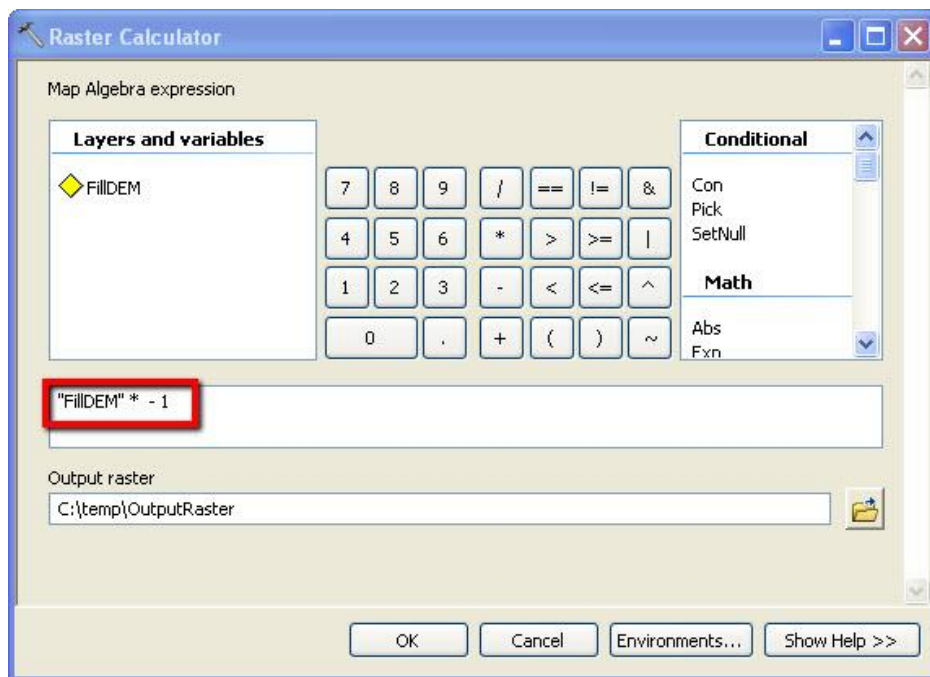 Raster Calculator
Map Algebra expression
Layers and variables
FillDEM
7 8 9 / == != &
4 5 6 * > >= |
1 2 3 - < <= ^
0 . + ( ) ~
Conditional
Con
Pick
SetNull
Math
Abs
Exp
"FillDEM" * - 1
Output raster
C:\temp\OutputRaster
OK Cancel Environments... Show Help >>